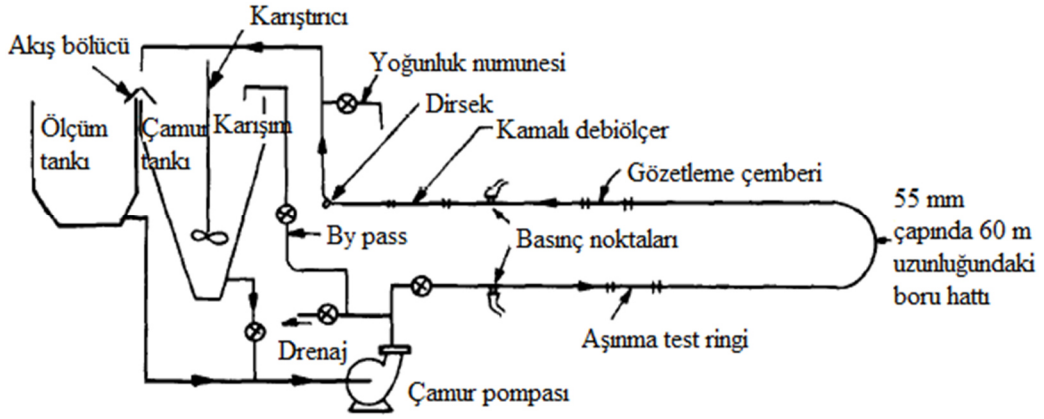 Karıştırıcı
Akış bölücü
Yoğunluk numunesi
Dirsek
Kamalı debiölçer
Ölçüm
tankı
Çamur
tankı
Karışım
Gözetleme çemberi
55 mm
çapında 60 m
uzunluğundaki
boru hattı
By pass
Basınç noktaları
Drenaj
Aşınma test ringi
Çamur pompası